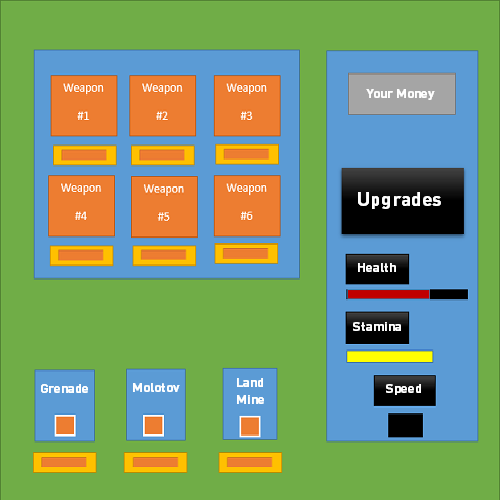 Weapon
#1
Weapon
#2
Weapon
#3
Weapon
#4
Weapon
#5
Weapon
#6
Your Money
Upgrades
Health
Stamina
Speed
Grenade
Molotov
Land
Mine